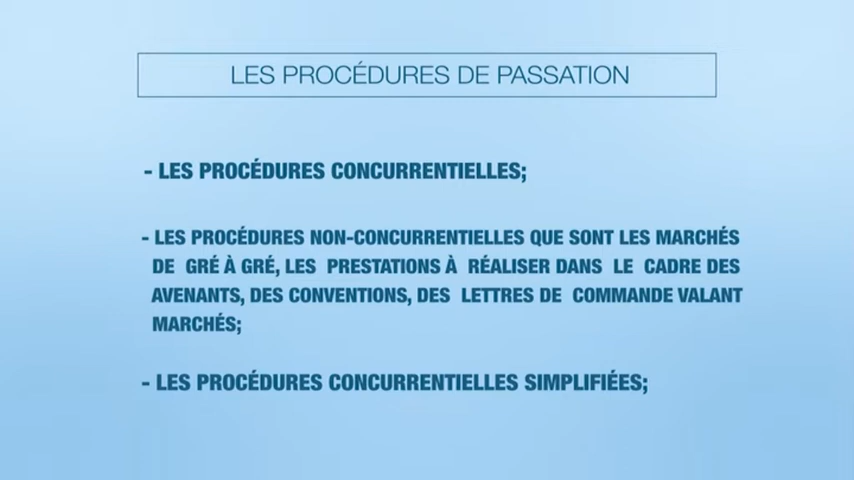 LES PROCÉDURES DE PASSATION
- LES PROCÉDURES CONCURRENTIELLES;
- LES PROCÉDURES NON-CONCURRENTIELLES QUE SONT LES MARCHÉS
DE GRÉ À GRÉ, LES PRESTATIONS À RÉALISER DANS LE CADRE DES
AVENANTS, DES CONVENTIONS, DES LETTRES DE COMMANDE VALANT
MARCHÉS;
- LES PROCÉDURES CONCURRENTIELLES SIMPLIFIÉES;